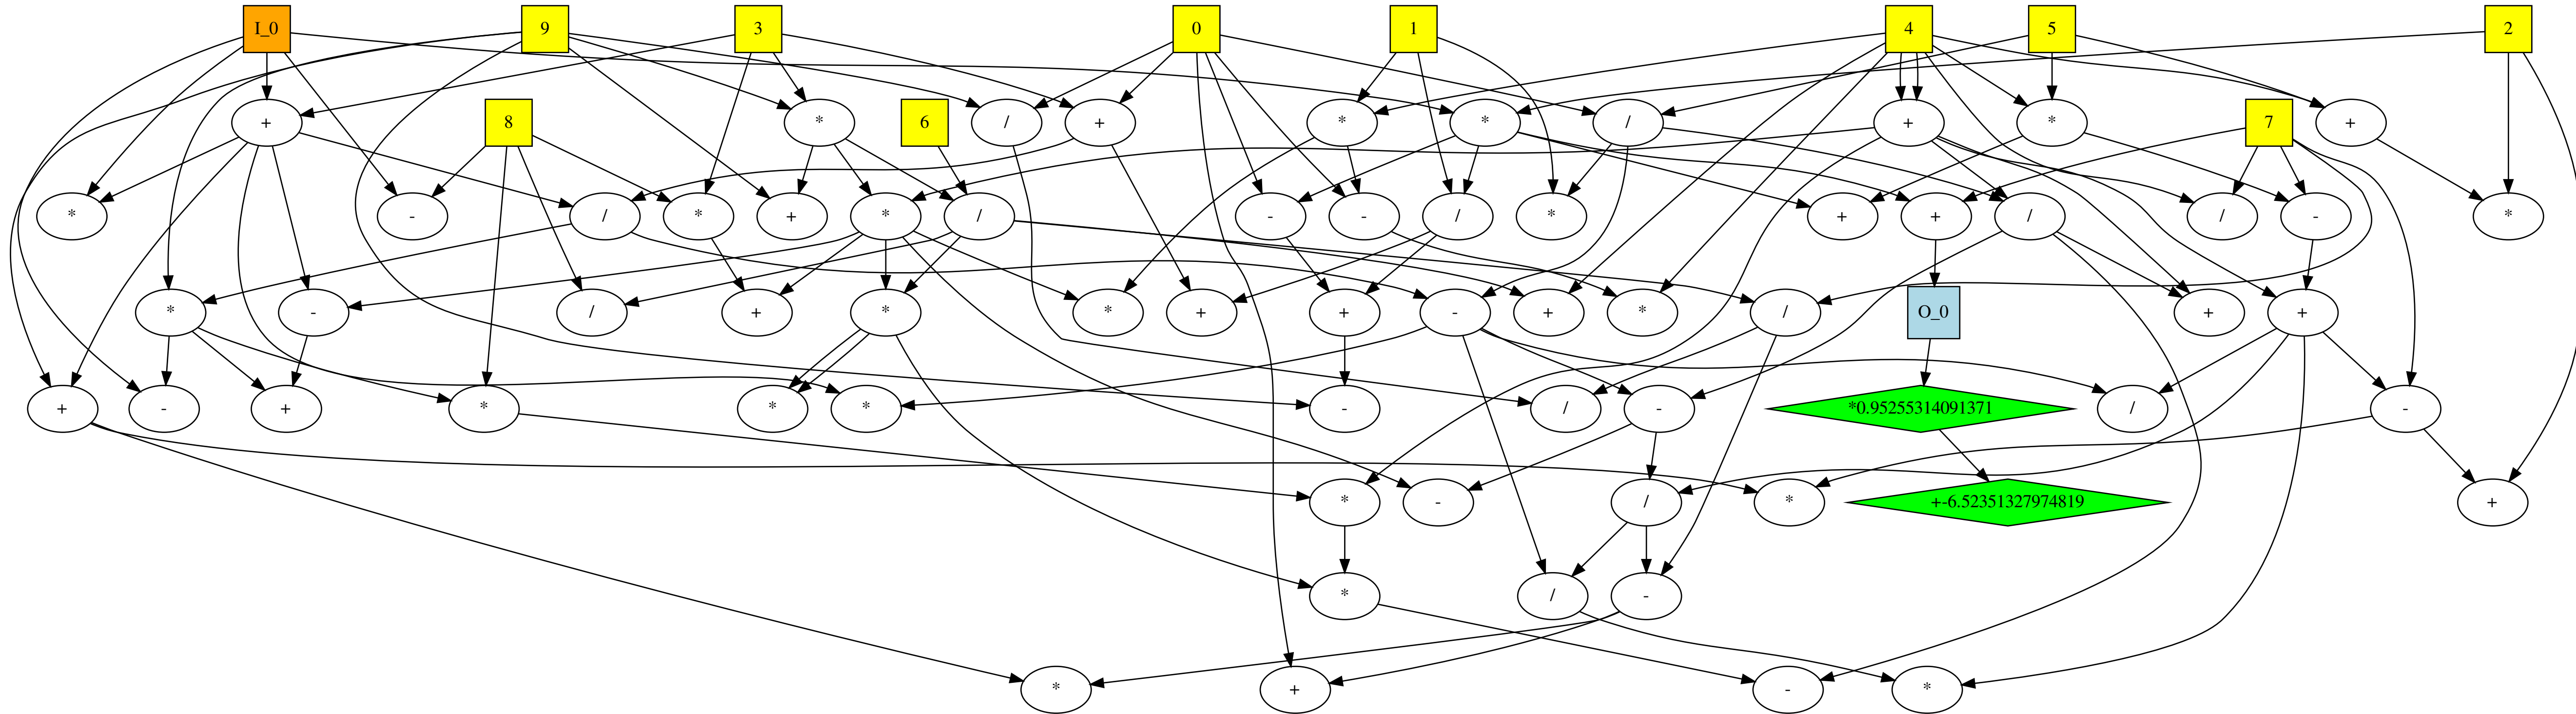 I_0 9 3 0 1 4 5 2
+ 8 * 6 / + * * / + * 7 +
* - / * + * / - - / * + + / / - *
* - / + * * + + - + * / O_0 + +
+ - + * * * - / - *0.95255314091371 / -
* - / * +-6.52351327974819 +
* / -
* + - *